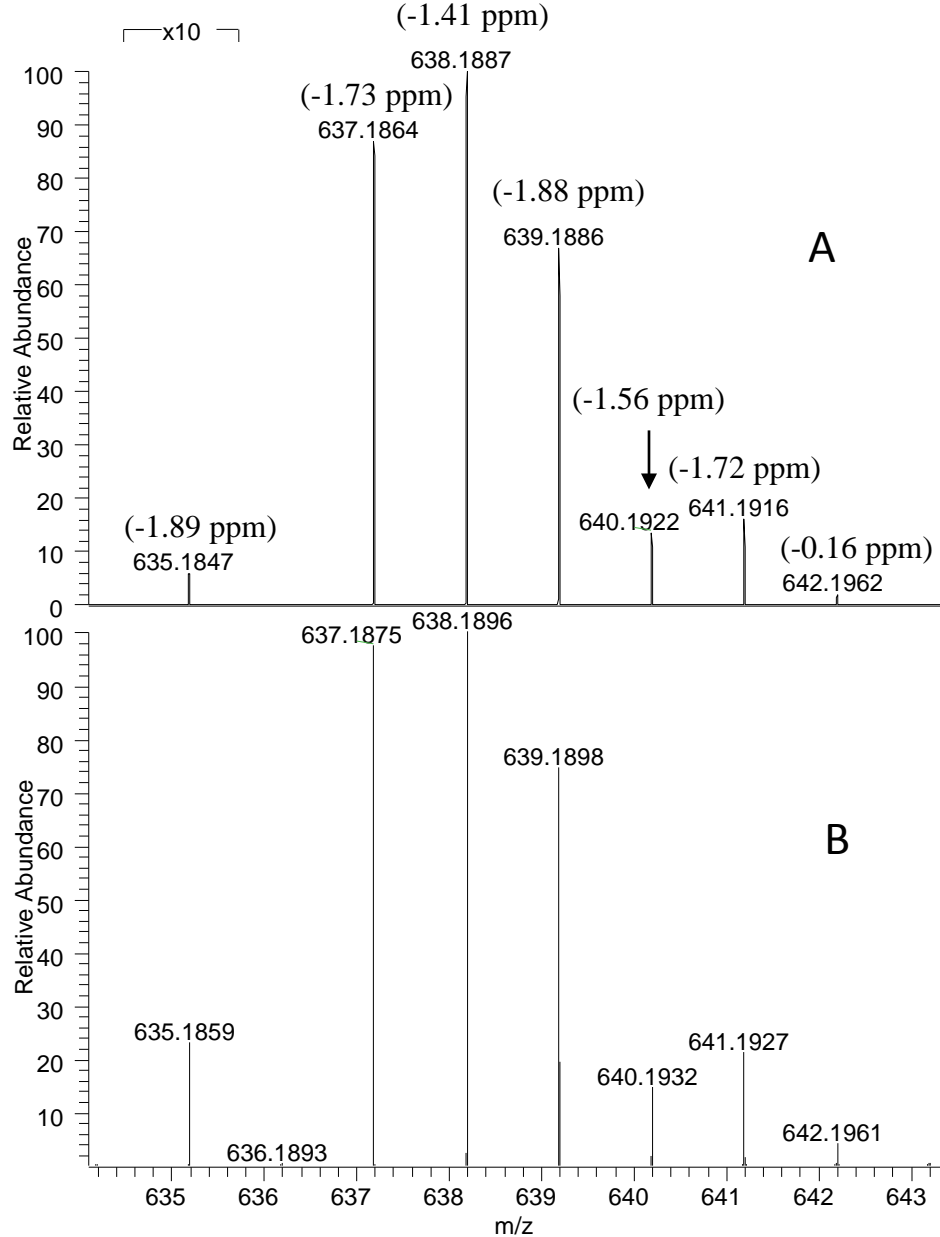 x10
(-1.41 ppm)
638.1887
(-1.73 ppm)
637.1864
(-1.88 ppm)
639.1886
A
(-1.56 ppm)
(-1.72 ppm)
640.1922
641.1916
(-1.89 ppm)
635.1847
(-0.16 ppm)
642.1962
100
90
80
70
60
50
40
30
20
10
0
Relative Abundance
637.1875
638.1896
639.1898
B
635.1859
636.1893
640.1932
641.1927
642.1961
100
90
80
70
60
50
40
30
20
10
Relative Abundance
635 636 637 638 639 640 641 642 643
m/z